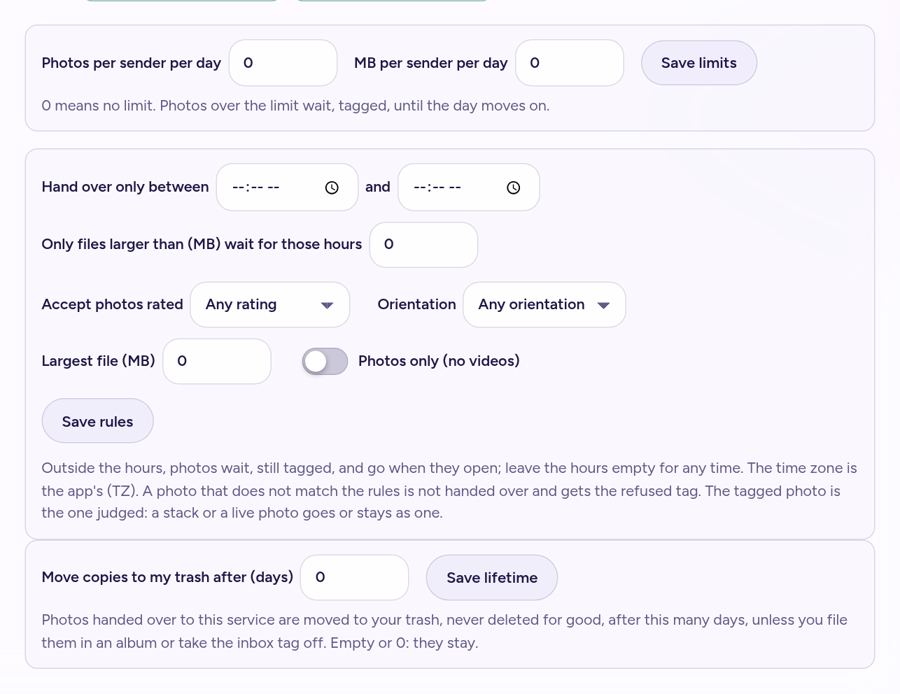 Photos per sender per day 0 MB per sender per day 0 Save limits
0 means no limit. Photos over the limit wait, tagged, until the day moves on.
Hand over only between --:-- -- and --:-- --
Only files larger than (MB) wait for those hours 0
Accept photos rated Any rating Orientation Any orientation
Largest file (MB) 0 Photos only (no videos)
Save rules
Outside the hours, photos wait, still tagged, and go when they open; leave the hours empty for any time. The time zone is
the app's (TZ). A photo that does not match the rules is not handed over and gets the refused tag. The tagged photo is
the one judged: a stack or a live photo goes or stays as one.
Move copies to my trash after (days) 0 Save lifetime
Photos handed over to this service are moved to your trash, never deleted for good, after this many days, unless you file
them in an album or take the inbox tag off. Empty or 0: they stay.